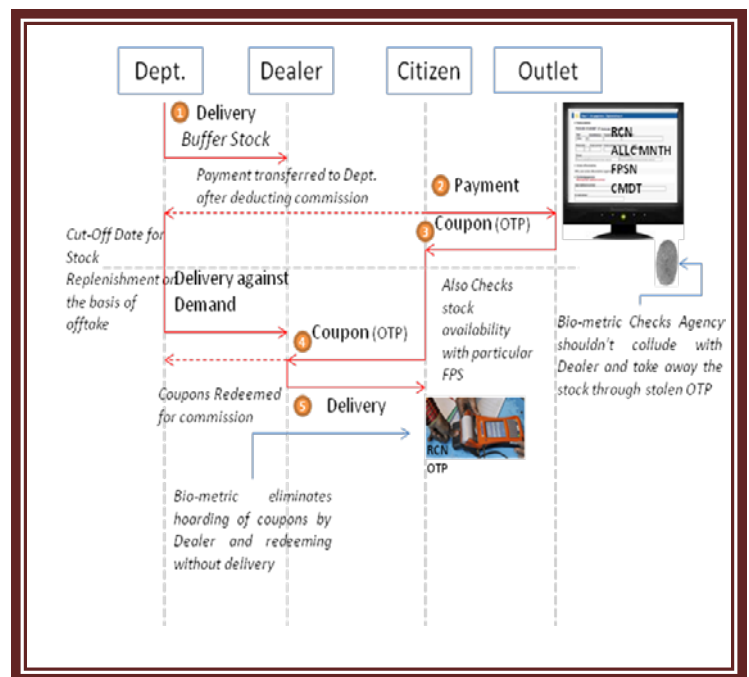 Dept.
Dealer
Citizen
Outlet
1 Delivery
Buffer Stock
Payment transferred to Dept.
after deducting commission
2 Payment
3 Coupon (OTP)
RCN
ALLC MNTH
FPSN
CMDT
Cut-Off Date for
Stock
Replenishment on
the basis of
offtake
Delivery against
Demand
4 Coupon (OTP)
Also Checks
stock
availability
with particular
FPS
Bio-metric Checks Agency
shouldn't collude with
Dealer and take away the
stock through stolen OTP
Coupons Redeemed
for commission
5 Delivery
RCN
OTP
Bio-metric eliminates
hoarding of coupons by
Dealer and redeeming
without delivery